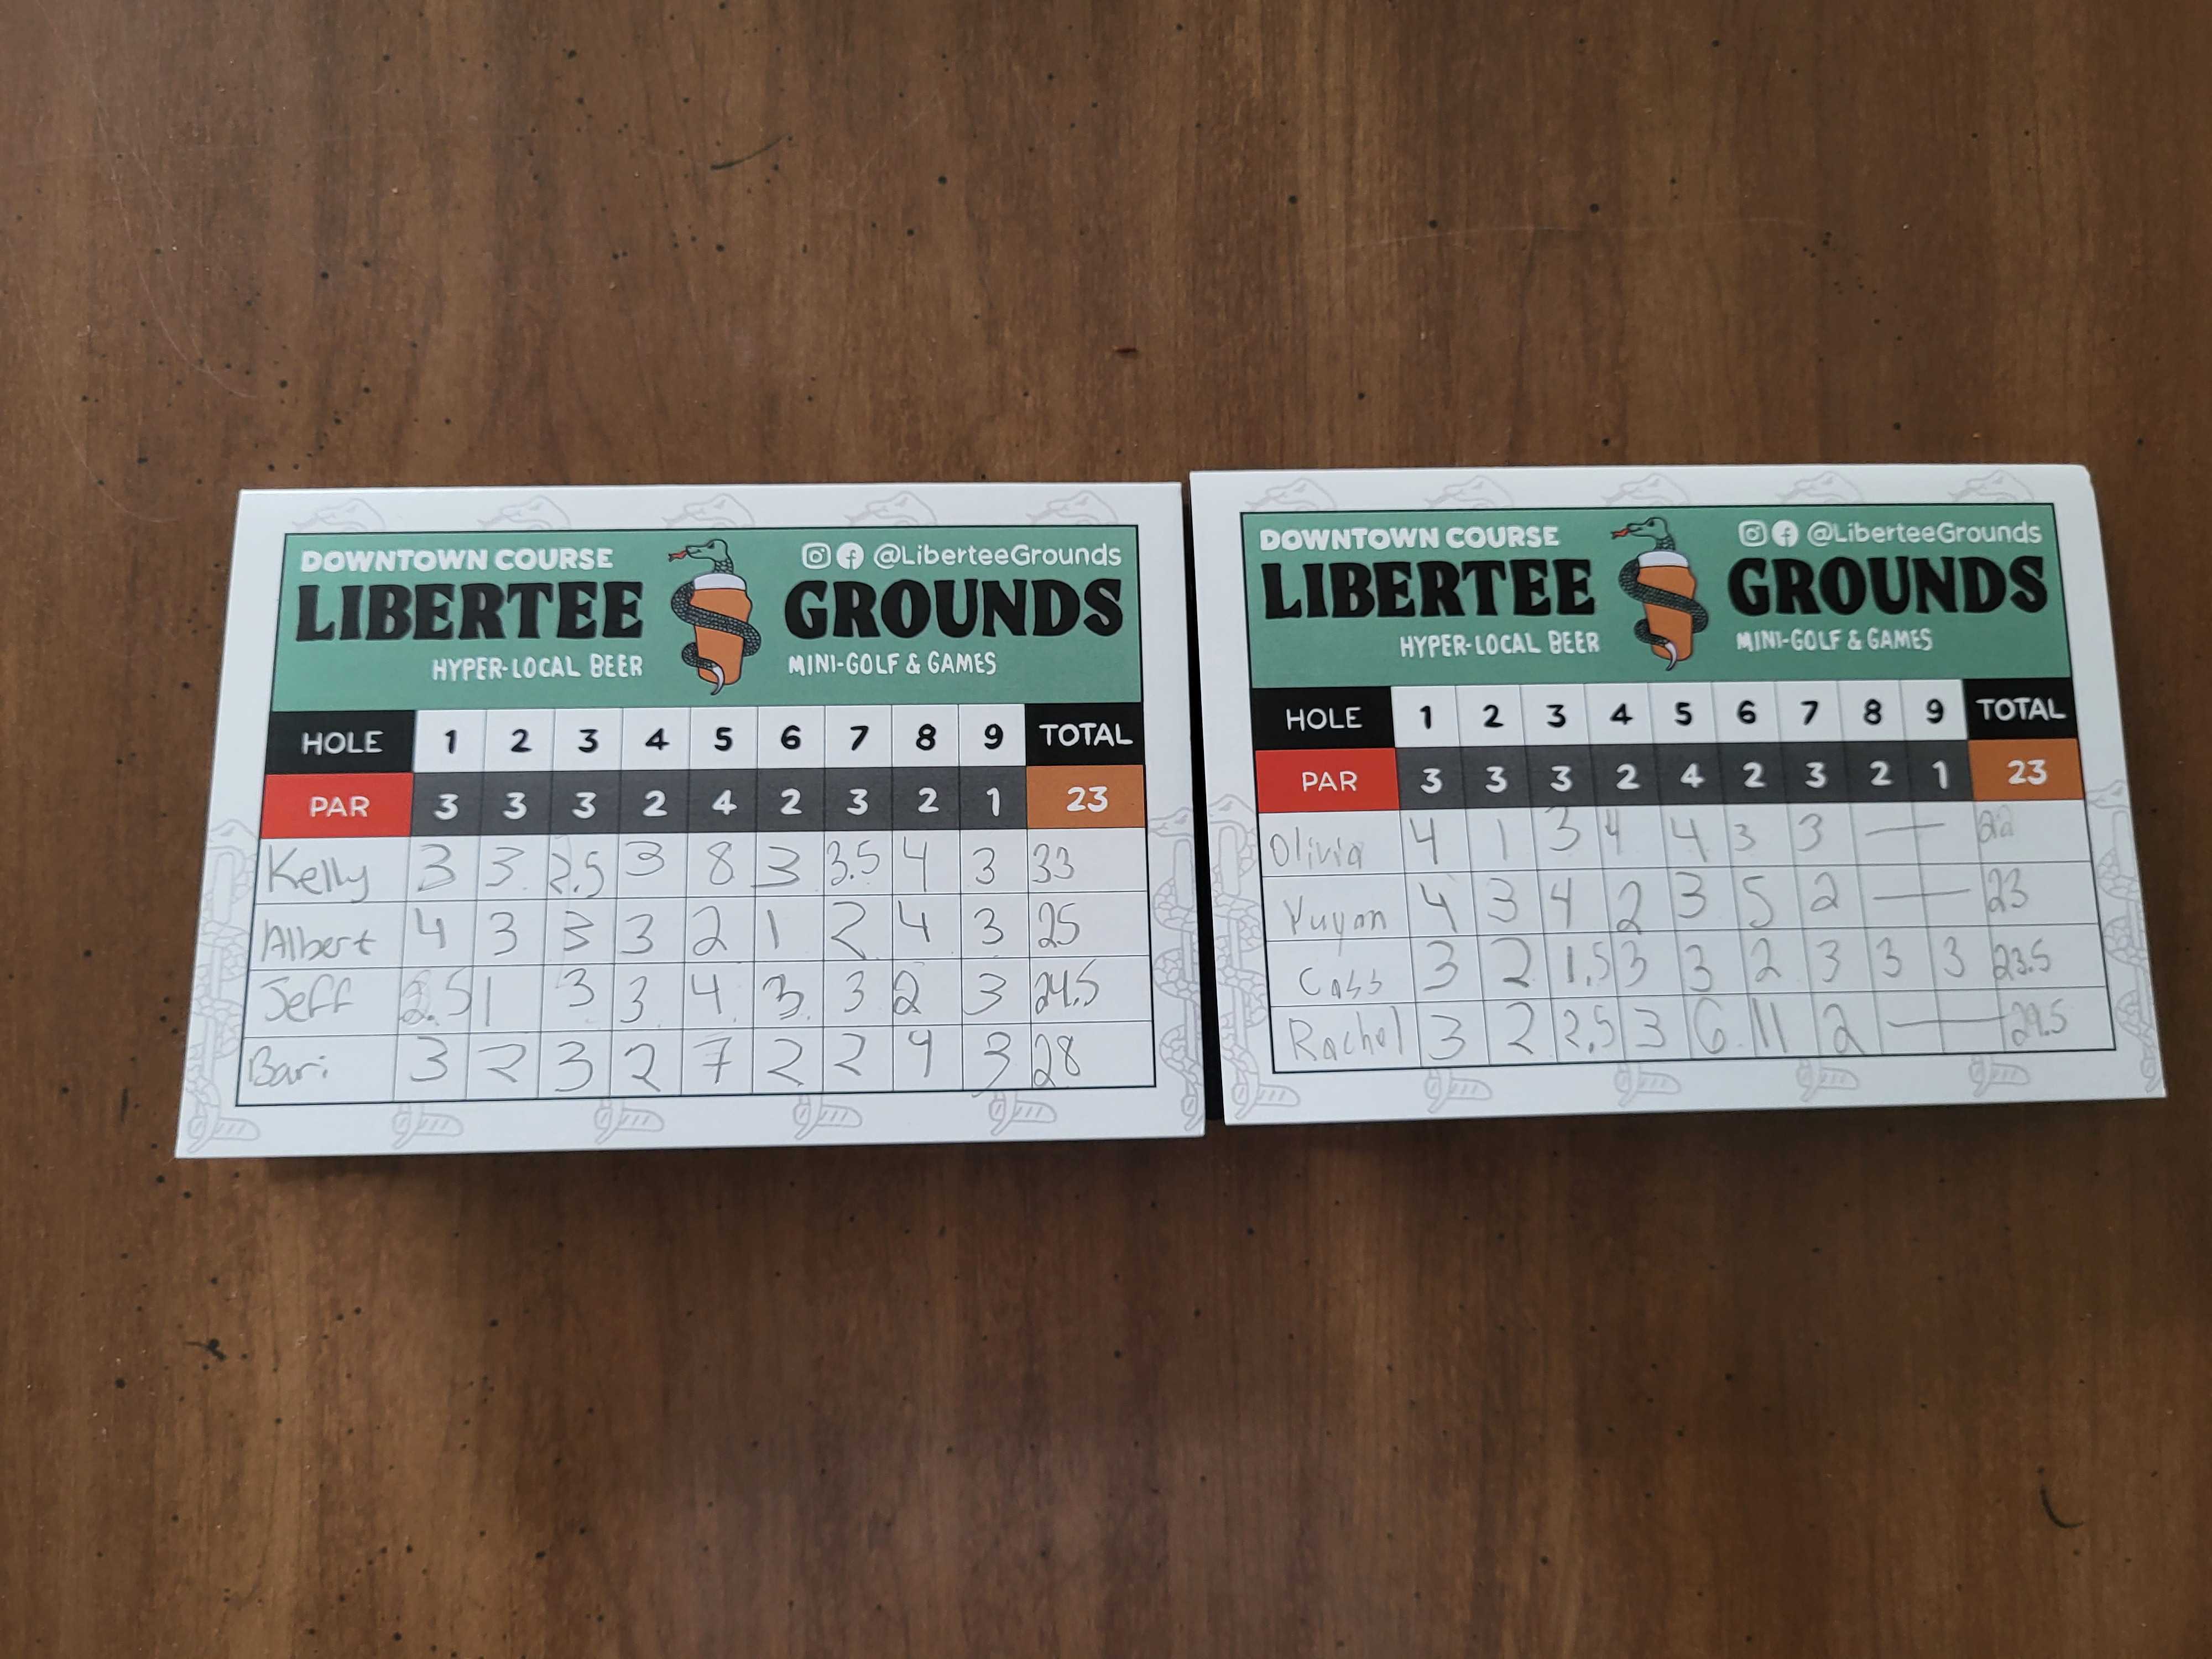 DOWNTOWN COURSE @LiberteeGrounds
LIBERTEE GROUNDS
HYPER-LOCAL BEER MINI-GOLF & GAMES
HOLE 1 2 3 4 5 6 7 8 9 TOTAL
PAR 3 3 3 2 4 2 3 2 1 23
Kelly 3 3 2.5 3 8 3 3.5 4 3 33
Albert 4 3 3 3 2 1 2 4 3 25
Jeff 2.5 1 3 3 4 3 3 2 3 24.5
Bari 3 2 3 2 7 2 2 4 3 28
DOWNTOWN COURSE @LiberteeGrounds
LIBERTEE GROUNDS
HYPER-LOCAL BEER MINI-GOLF & GAMES
HOLE 1 2 3 4 5 6 7 8 9 TOTAL
PAR 3 3 3 2 4 2 3 2 1 23
Olivia 4 1 3 4 4 3 3 — 22
Yuyan 4 3 4 2 3 5 2 — 23
Cass 3 2 1.5 3 3 2 3 3 3 23.5
Rachel 3 2 2.5 3 6 11 2 — 29.5